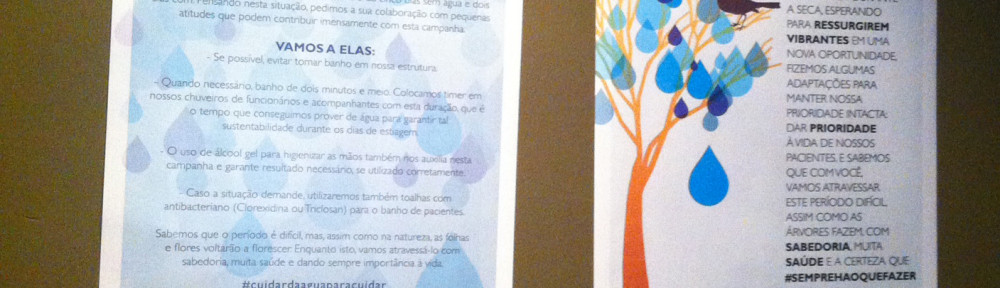 dias com. Pensando nesta situação, pedimos a sua colaboração com pequenas
atitudes que podem contribuir imensamente com esta campanha.
VAMOS A ELAS:
- Se possível, evitar tomar banho em nossa estrutura.
- Quando necessário, banho de dois minutos e meio. Colocamos timer em
nossos chuveiros de funcionários e acompanhantes com esta duração, que é
o tempo que conseguimos prover de água para garantir tal
sustentabilidade durante os dias de estiagem.
- O uso de álcool gel para higienizar as mãos também nos auxilia nesta
campanha e garante resultado necessário, se utilizado corretamente.
- Caso a situação demande, utilizaremos também toalhas com
antibacteriano (Clorexidina ou Triclosan) para o banho de pacientes.
Sabemos que o período é difícil, mas, assim como na natureza, as folhas
e flores voltarão a florescer. Enquanto isto, vamos atravessá-lo com
sabedoria, muita saúde e dando sempre importância à vida.
#cuidardaaguaparacuidar
A SECA, ESPERANDO
PARA RESSURGIREM
VIBRANTES EM UMA
NOVA OPORTUNIDADE,
FIZEMOS ALGUMAS
ADAPTAÇÕES PARA
MANTER NOSSA
PRIORIDADE INTACTA:
DAR PRIORIDADE
À VIDA DE NOSSOS
PACIENTES. E SABEMOS
QUE COM VOCÊ,
VAMOS ATRAVESSAR
ESTE PERÍODO DIFÍCIL,
ASSIM COMO AS
ÁRVORES FAZEM. COM
SABEDORIA, MUITA
SAÚDE E A CERTEZA QUE
#SEMPREHAOQUEFAZER